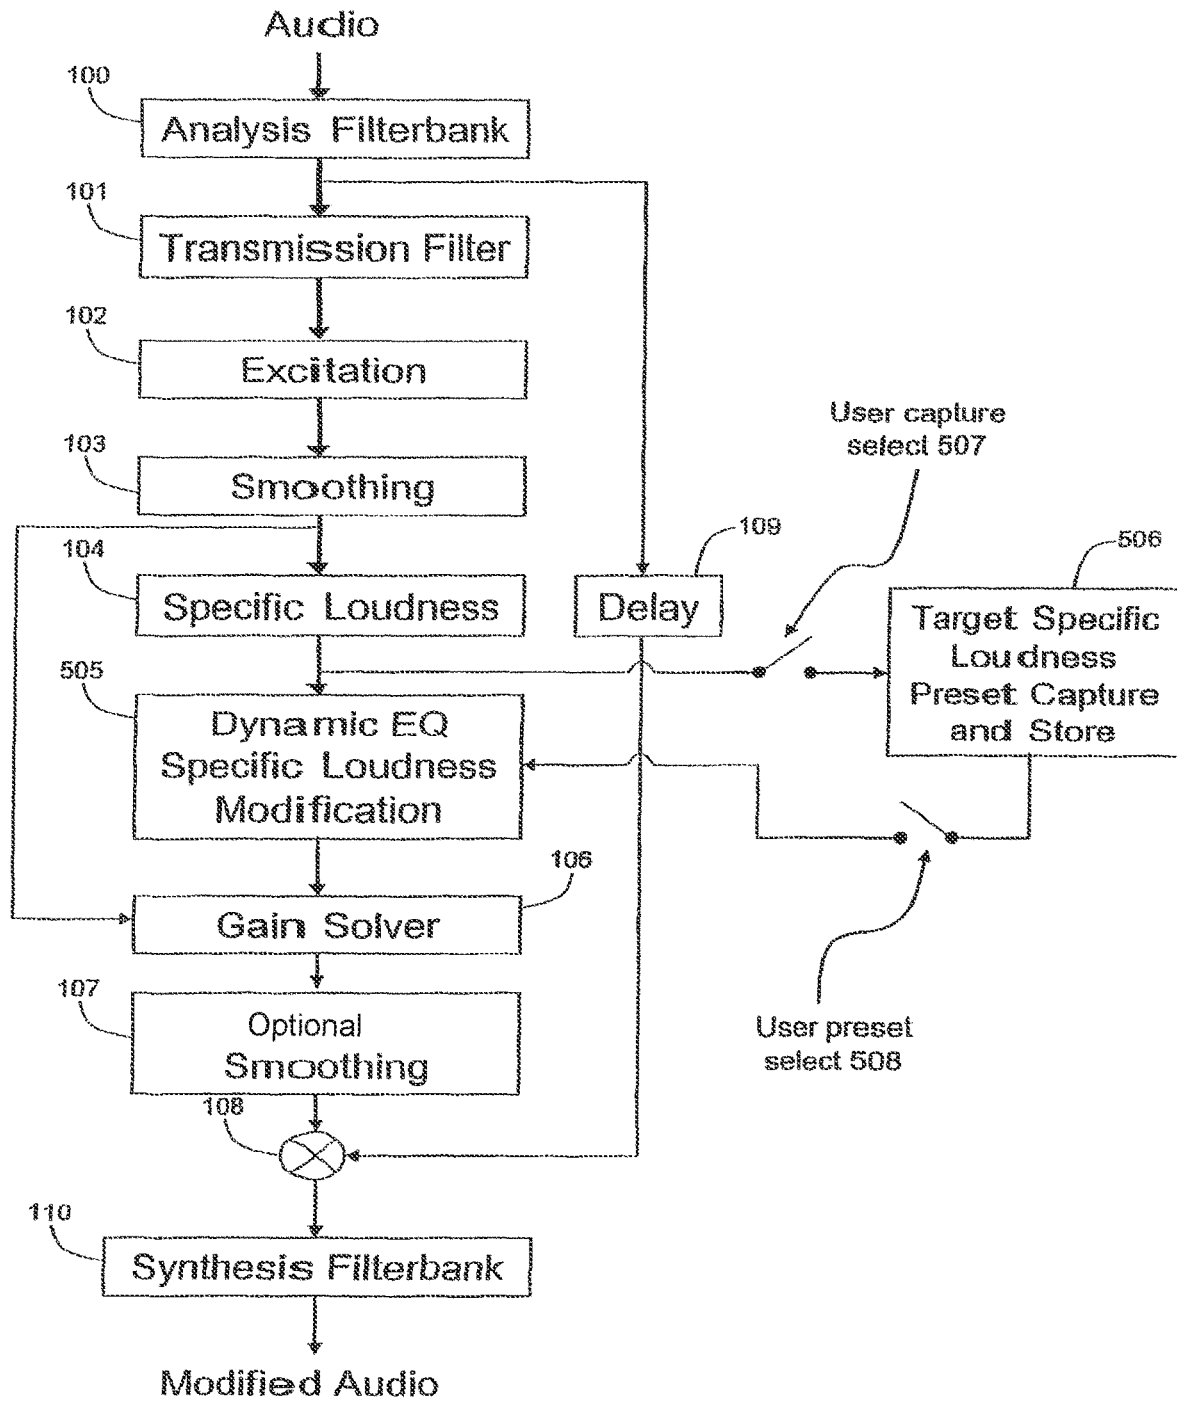 Audio
100
Analysis Filterbank
101
Transmission Filter
102
Excitation
103
Smoothing
104
Specific Loudness
109
Delay
User capture
select 507
506
Target Specific
Loudness
Preset Capture
and Store
505
Dynamic EQ
Specific Loudness
Modification
106
Gain Solver
User preset
select 508
107
Optional
Smoothing
108
110
Synthesis Filterbank
Modified Audio